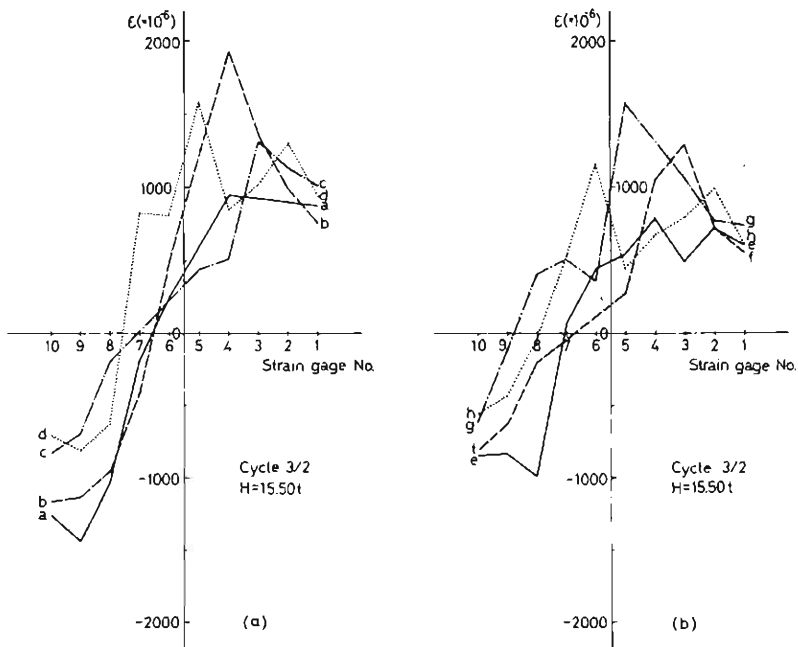 ε(×10⁻⁶)
2000
1000
0
-1000
-2000
10 9 8 7 6 5 4 3 2 1
Strain gage No.
c
d
a
b
d
c
b
a
Cycle 3/2
H=15.50t
(a)
ε(×10⁻⁶)
2000
1000
0
-1000
-2000
10 9 8 7 6 5 4 3 2 1
Strain gage No.
g
h
e
f
h
g
f
e
Cycle 3/2
H=15.50t
(b)